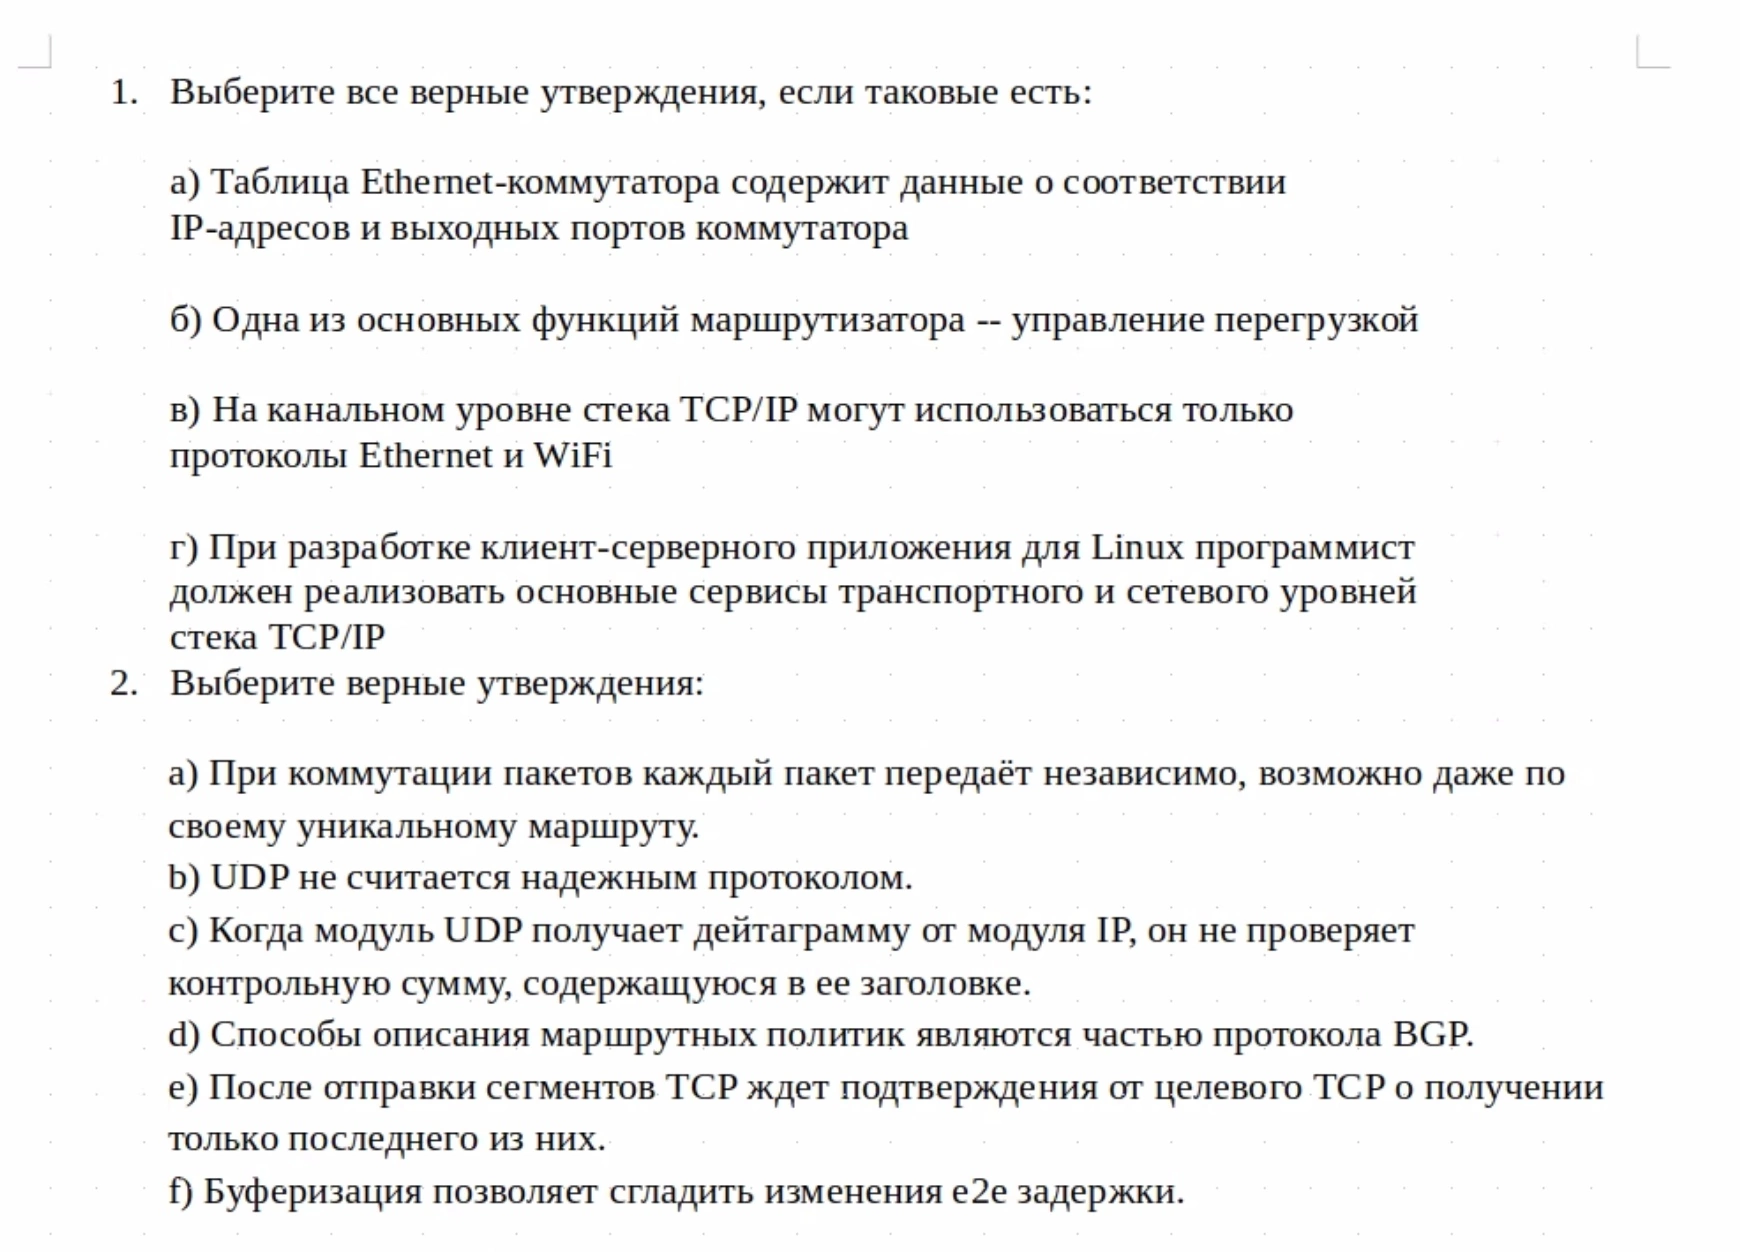 1. Выберите все верные утверждения, если таковые есть:
а) Таблица Ethernet-коммутатора содержит данные о соответствии
IP-адресов и выходных портов коммутатора
б) Одна из основных функций маршрутизатора -- управление перегрузкой
в) На канальном уровне стека TCP/IP могут использоваться только
протоколы Ethernet и WiFi
г) При разработке клиент-серверного приложения для Linux программист
должен реализовать основные сервисы транспортного и сетевого уровней
стека TCP/IP
2. Выберите верные утверждения:
a) При коммутации пакетов каждый пакет передаёт независимо, возможно даже по
своему уникальному маршруту.
b) UDP не считается надежным протоколом.
c) Когда модуль UDP получает дейтаграмму от модуля IP, он не проверяет
контрольную сумму, содержащуюся в ее заголовке.
d) Способы описания маршрутных политик являются частью протокола BGP.
e) После отправки сегментов TCP ждет подтверждения от целевого TCP о получении
только последнего из них.
f) Буферизация позволяет сгладить изменения e2e задержки.